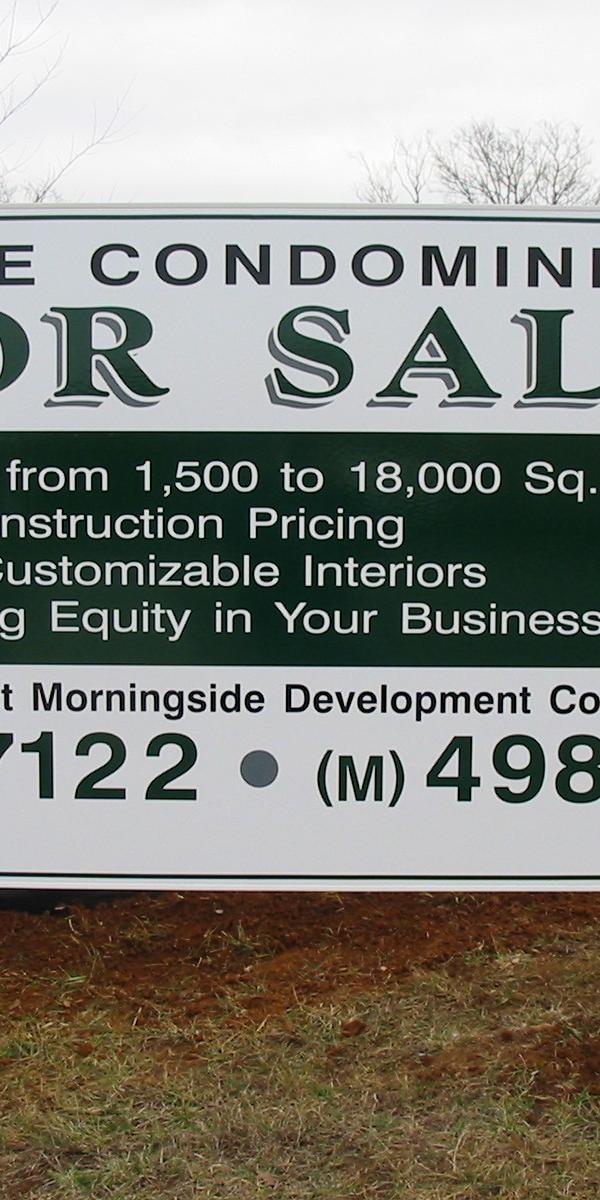 E CONDOMINI
OR SAL
from 1,500 to 18,000 Sq.
nstruction Pricing
Customizable Interiors
g Equity in Your Business
t Morningside Development Co
7122 • (M) 498